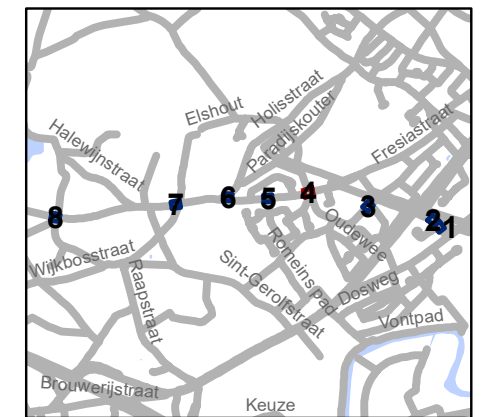 Elshout
Holisstraat
Paradijskouter
Fresiastraat
Halewijnstraat
8
7
6
5
4
3
2
1
Oudewee
Romeins pad
Wijkbosstraat
Raapstraat
Sint-Gerolfstraat
Dosweg
Vontpad
Brouwerijstraat
Keuze